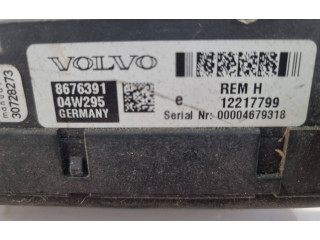 VOLVO
8676391
04W295
GERMANY
REM H
e 12217799
Serial Nr: 00004679318
30728273